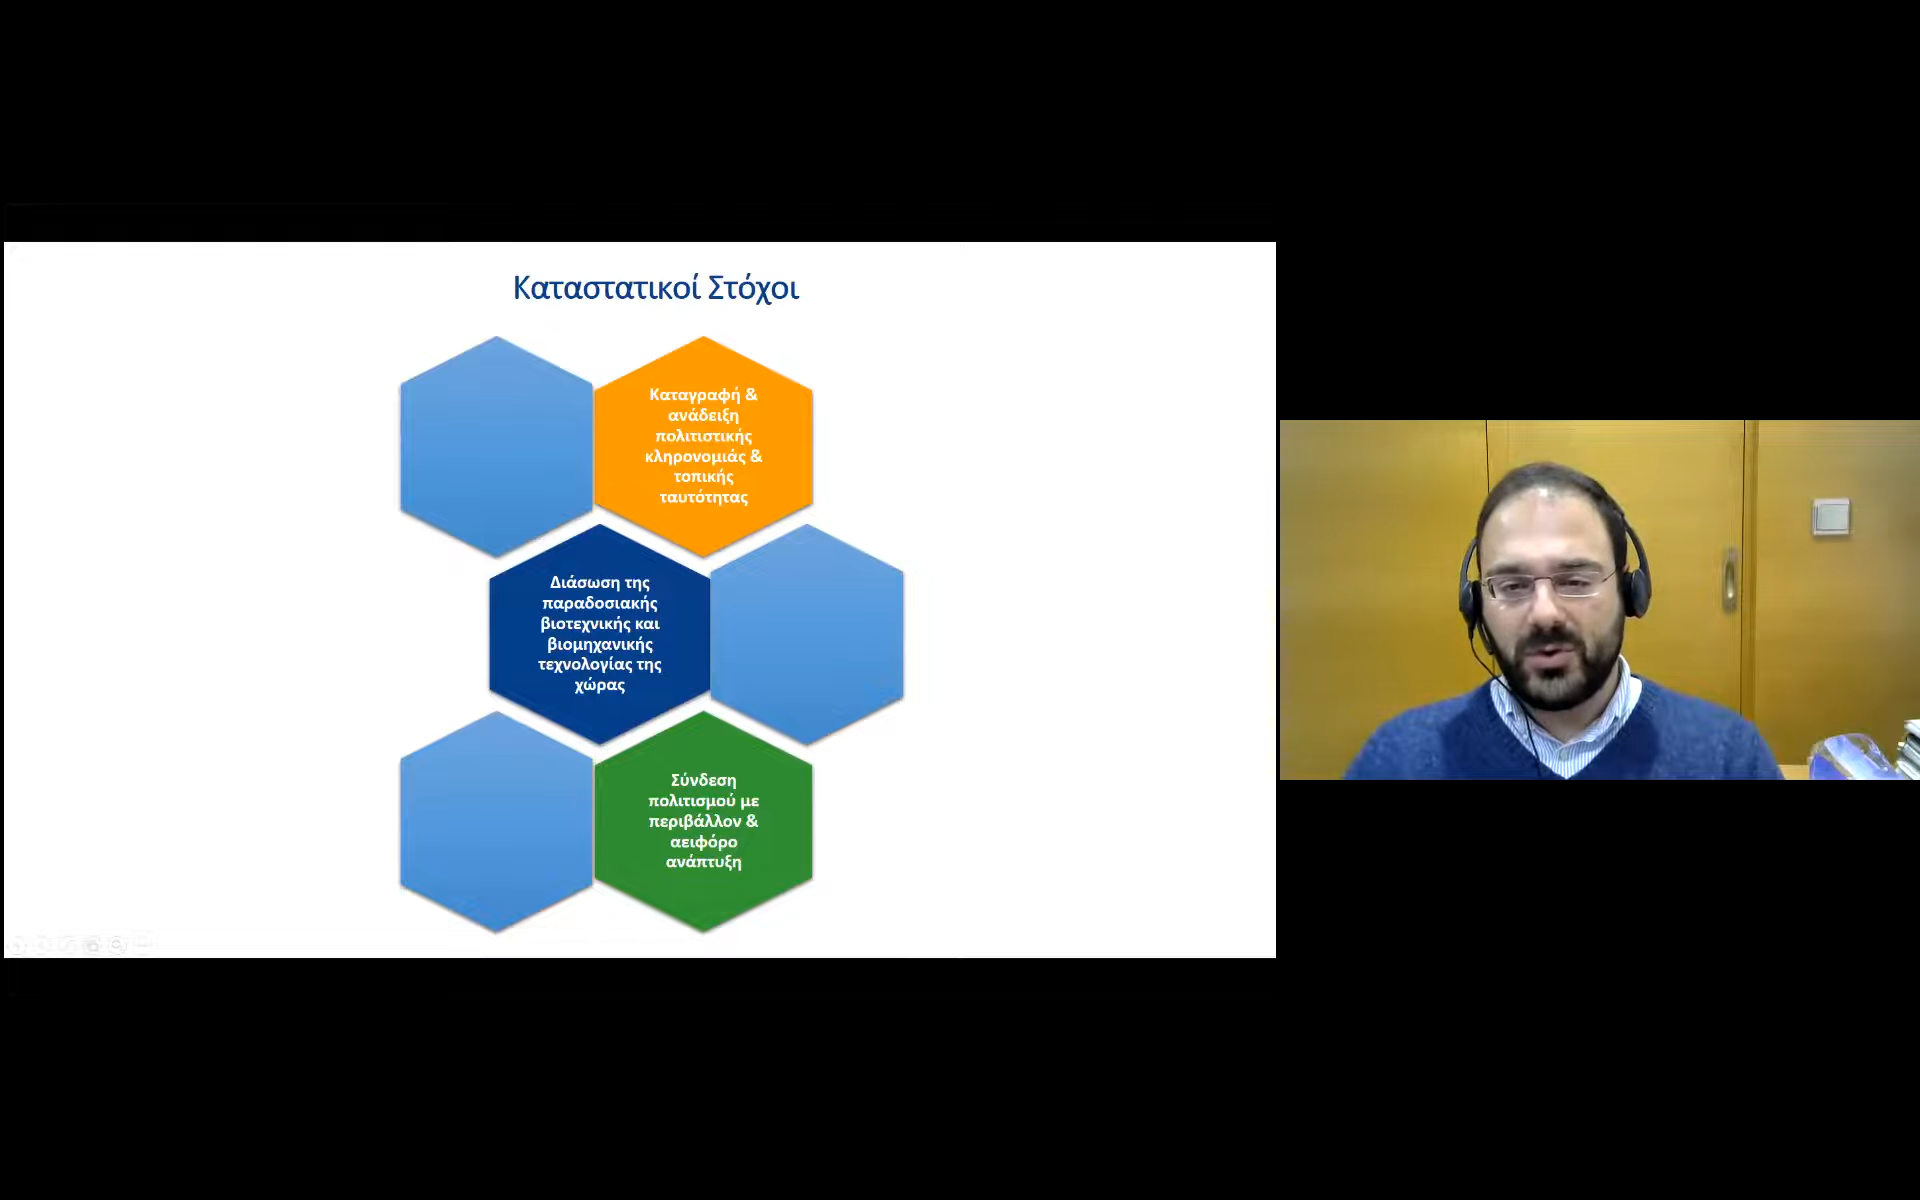 Καταστατικοί Στόχοι
Καταγραφή &
ανάδειξη
πολιτιστικής
κληρονομιάς &
τοπικής
ταυτότητας
Διάσωση της
παραδοσιακής
βιοτεχνικής και
βιομηχανικής
τεχνολογίας της
χώρας
Σύνδεση
πολιτισμού με
περιβάλλον &
αειφόρο
ανάπτυξη